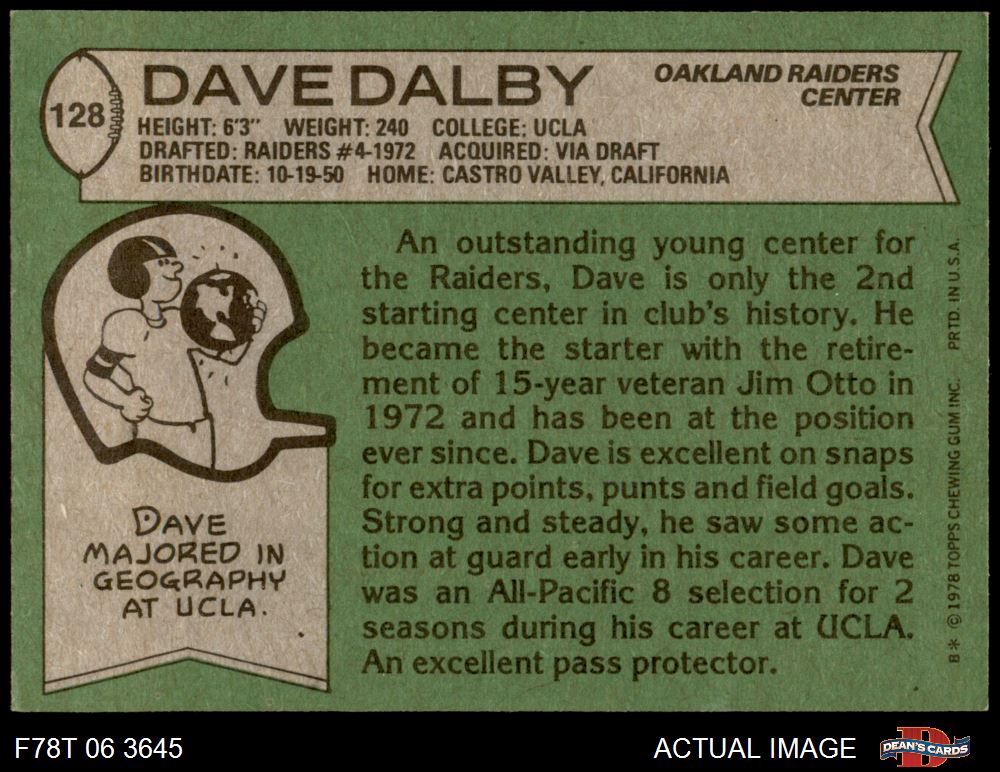 128
DAVE DALBY
OAKLAND RAIDERS
CENTER
HEIGHT: 6'3" WEIGHT: 240 COLLEGE: UCLA
DRAFTED: RAIDERS #4-1972 ACQUIRED: VIA DRAFT
BIRTHDATE: 10-19-50 HOME: CASTRO VALLEY, CALIFORNIA
An outstanding young center for
the Raiders, Dave is only the 2nd
starting center in club's history. He
became the starter with the retire-
ment of 15-year veteran Jim Otto in
1972 and has been at the position
ever since. Dave is excellent on snaps
for extra points, punts and field goals.
Strong and steady, he saw some ac-
tion at guard early in his career. Dave
was an All-Pacific 8 selection for 2
seasons during his career at UCLA.
An excellent pass protector.
DAVE
MAJORED IN
GEOGRAPHY
AT UCLA.
B* ©1978 TOPPS CHEWING GUM INC. PRTD. IN U.S.A.
F78T 06 3645
ACTUAL IMAGE
D
DEAN'S CARDS